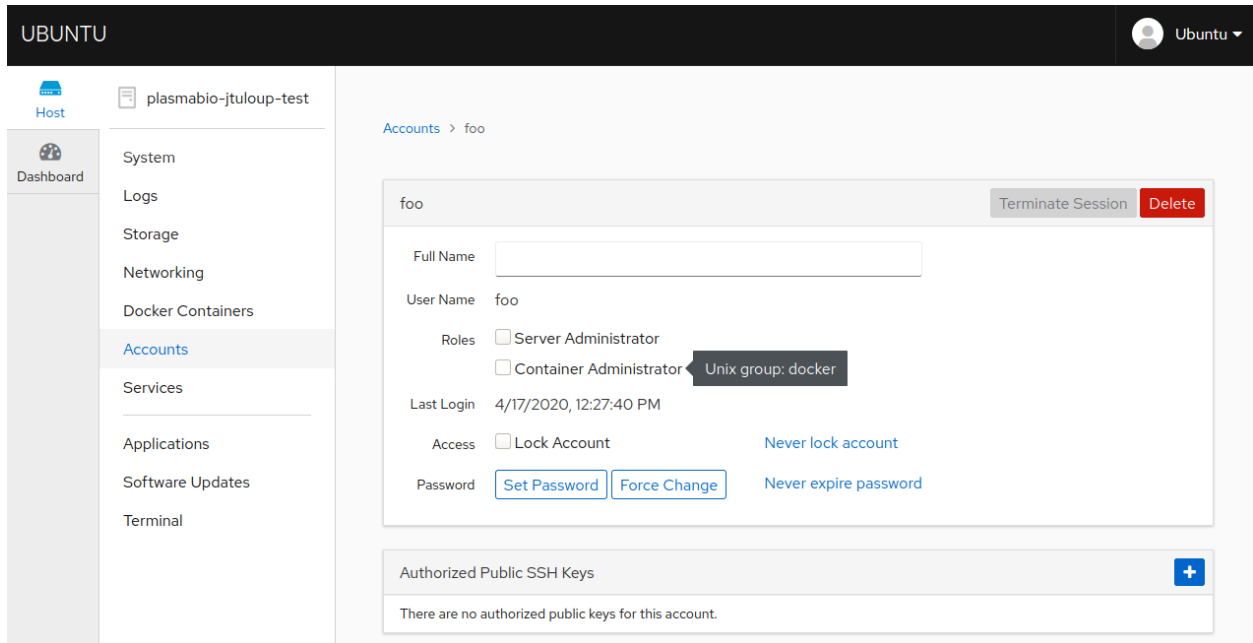 UBUNTU
Ubuntu
Host
Dashboard
plasmabio-jtuloup-test
System
Logs
Storage
Networking
Docker Containers
Accounts
Services
Applications
Software Updates
Terminal
Accounts > foo
foo
Terminate Session Delete
Full Name
User Name foo
Roles Server Administrator
Container Administrator Unix group: docker
Last Login 4/17/2020, 12:27:40 PM
Access Lock Account Never lock account
Password Set Password Force Change Never expire password
Authorized Public SSH Keys +
There are no authorized public keys for this account.